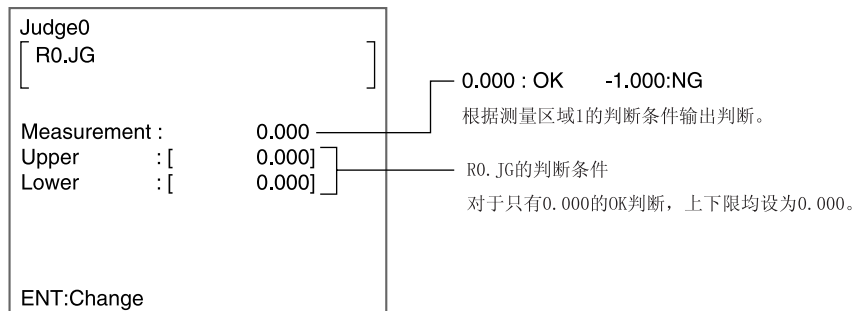 Judge0
R0.JG
Measurement : 0.000
Upper : [ 0.000]
Lower : [ 0.000]
ENT:Change
0.000 : OK -1.000:NG
根据测量区域1的判断条件输出判断。
R0.JG的判断条件
对于只有0.000的OK判断，上下限均设为0.000。